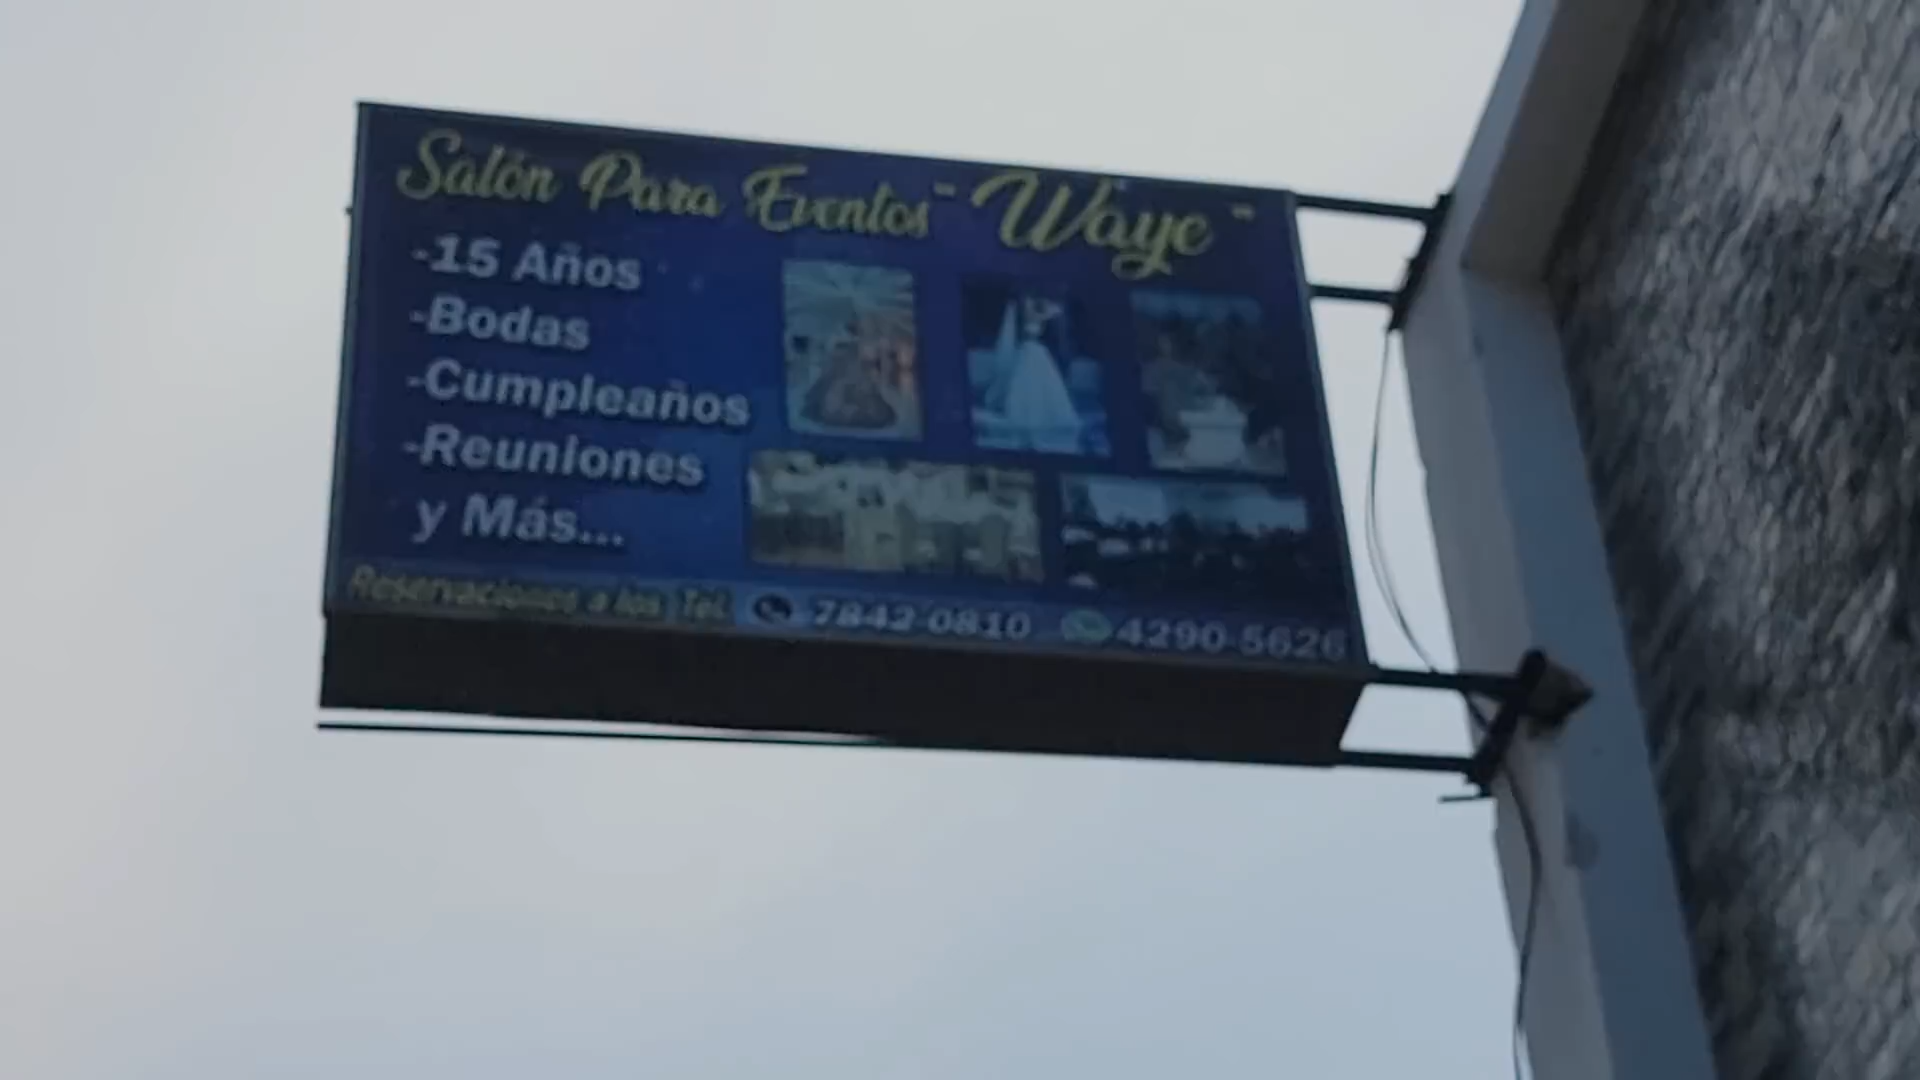 Salón Para Eventos "Waye"
-15 Años
-Bodas
-Cumpleaños
-Reuniones
y Más...
Reservaciones a los Tel. 7842-0810 4290-5626